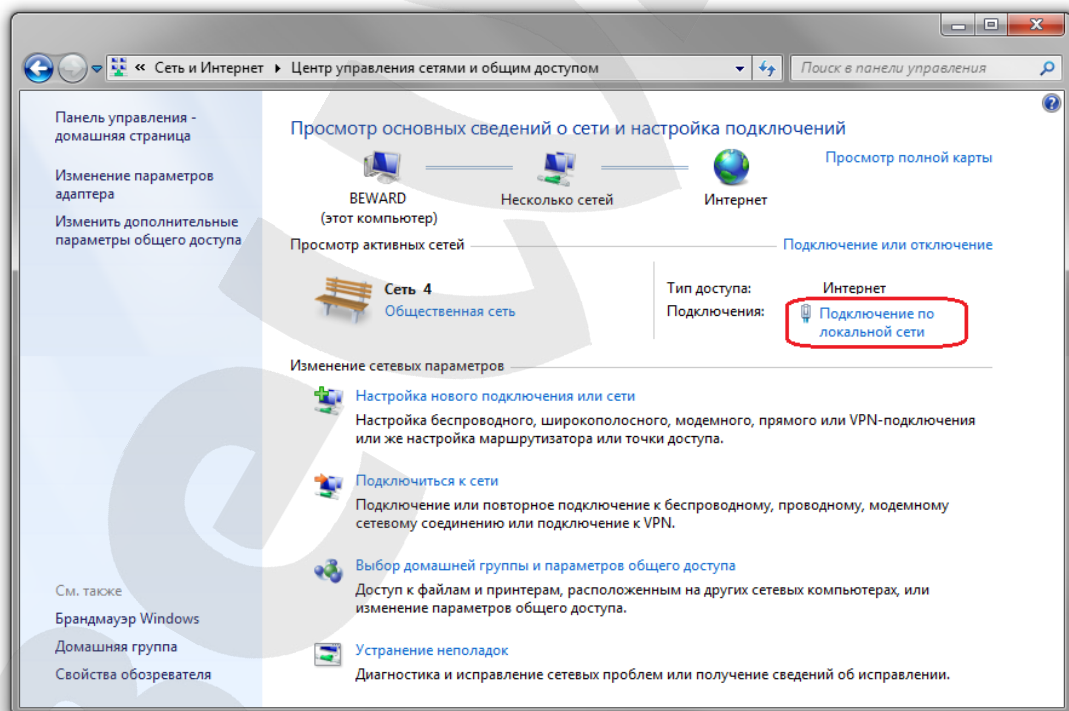 « Сеть и Интернет ▸ Центр управления сетями и общим доступом
Поиск в панели управления
Панель управления -
домашняя страница
Изменение параметров
адаптера
Изменить дополнительные
параметры общего доступа
См. также
Брандмауэр Windows
Домашняя группа
Свойства обозревателя
Просмотр основных сведений о сети и настройка подключений
Просмотр полной карты
BEWARD
(этот компьютер)
Несколько сетей
Интернет
Просмотр активных сетей
Подключение или отключение
Сеть 4
Общественная сеть
Тип доступа: Интернет
Подключения: Подключение по
локальной сети
Изменение сетевых параметров
Настройка нового подключения или сети
Настройка беспроводного, широкополосного, модемного, прямого или VPN-подключения
или же настройка маршрутизатора или точки доступа.
Подключиться к сети
Подключение или повторное подключение к беспроводному, проводному, модемному
сетевому соединению или подключение к VPN.
Выбор домашней группы и параметров общего доступа
Доступ к файлам и принтерам, расположенным на других сетевых компьютерах, или
изменение параметров общего доступа.
Устранение неполадок
Диагностика и исправление сетевых проблем или получение сведений об исправлении.